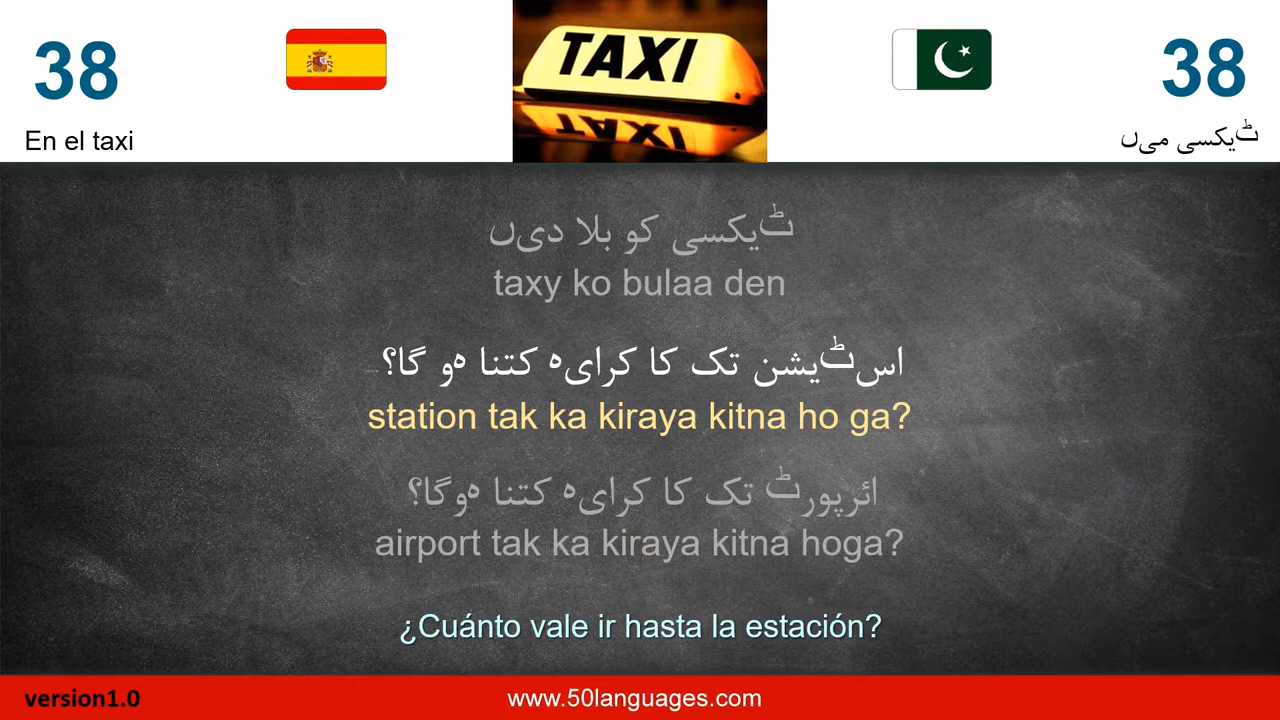 38
En el taxi
TAXI
38
ٹیکسی میں
ٹیکسی کو بلا دیں
taxy ko bulaa den
اسٹیشن تک کا کرایہ کتنا ہو گا؟
station tak ka kiraya kitna ho ga?
ائرپورٹ تک کا کرایہ کتنا ہوگا؟
airport tak ka kiraya kitna hoga?
¿Cuánto vale ir hasta la estación?
version1.0
www.50languages.com